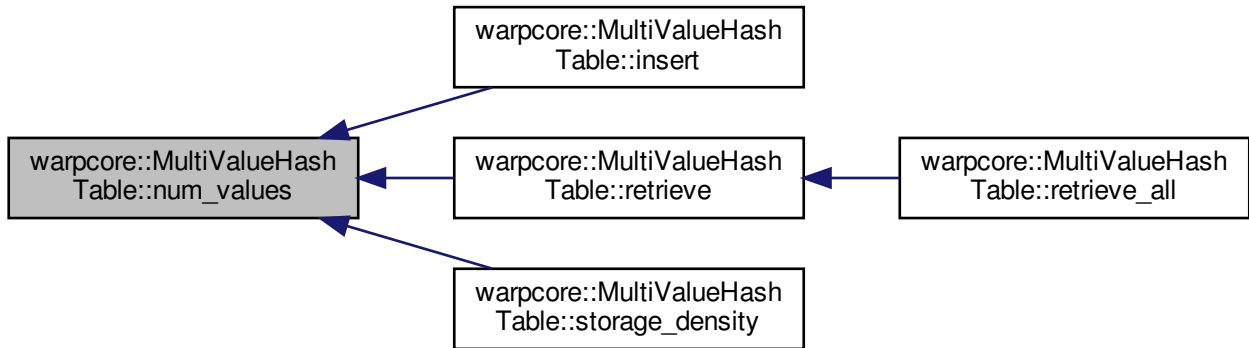 warpcore::MultiValueHash
Table::insert
warpcore::MultiValueHash
Table::num_values
warpcore::MultiValueHash
Table::retrieve
warpcore::MultiValueHash
Table::retrieve_all
warpcore::MultiValueHash
Table::storage_density